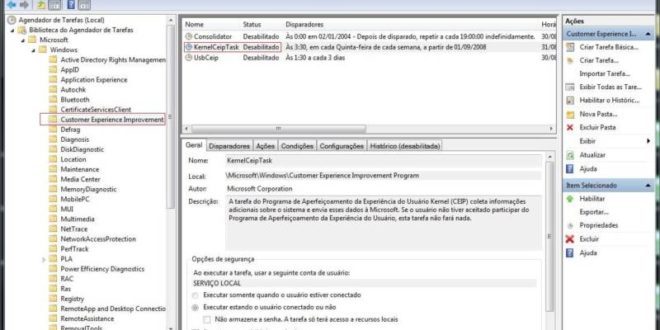 Agendador de Tarefas (Local)
Biblioteca do Agendador de Tarefas
Microsoft
Windows
Active Directory Rights Managemen
AppID
Application Experience
Autochk
Bluetooth
CertificateServicesClient
Customer Experience Improvement
Defrag
Diagnosis
DiskDiagnostic
Location
Maintenance
Media Center
MemoryDiagnostic
MobilePC
MUI
Multimedia
NetTrace
NetworkAccessProtection
PerfTrack
PLA
Power Efficiency Diagnostics
RAC
Ras
Registry
RemoteApp and Desktop Connectio
RemoteAssistance
RemovalTools
Nome Status Disparadores Horá
Consolidator Desabilitado Às 0:00 em 02/01/2004 - Depois de disparado, repetir a cada 19:00:00 indefinidamente. 30/08
KernelCeipTask Desabilitado Às 3:30, em cada Quinta-feira de cada semana, a partir de 01/09/2008 31/08
UsbCeip Desabilitado Às 1:30 a cada 3 dias 30/08
Geral Disparadores Ações Condições Configurações Histórico (desabilitada)
Nome: KernelCeipTask
Local: \Microsoft\Windows\Customer Experience Improvement Program
Autor: Microsoft Corporation
Descrição: A tarefa do Programa de Aperfeiçoamento da Experiência do Usuário Kernel (CEIP) coleta informações
adicionais sobre o sistema e envia esses dados à Microsoft. Se o usuário não tiver aceitado participar do
Programa de Aperfeiçoamento da Experiência do Usuário, esta tarefa não fará nada.
Opções de segurança
Ao executar a tarefa, usar a seguinte conta de usuário:
SERVIÇO LOCAL
Executar somente quando o usuário estiver conectado
Executar estando o usuário conectado ou não
Não armazene a senha. A tarefa só terá acesso a recursos locais
Ações
Customer Experience I...
Criar Tarefa Básica...
Criar Tarefa...
Importar Tarefa...
Exibir Todas as Tare...
Habilitar o Históric...
Nova Pasta...
Excluir Pasta
Exibir
Atualizar
Ajuda
Item Selecionado
Habilitar
Exportar...
Propriedades
Excluir
Ajuda